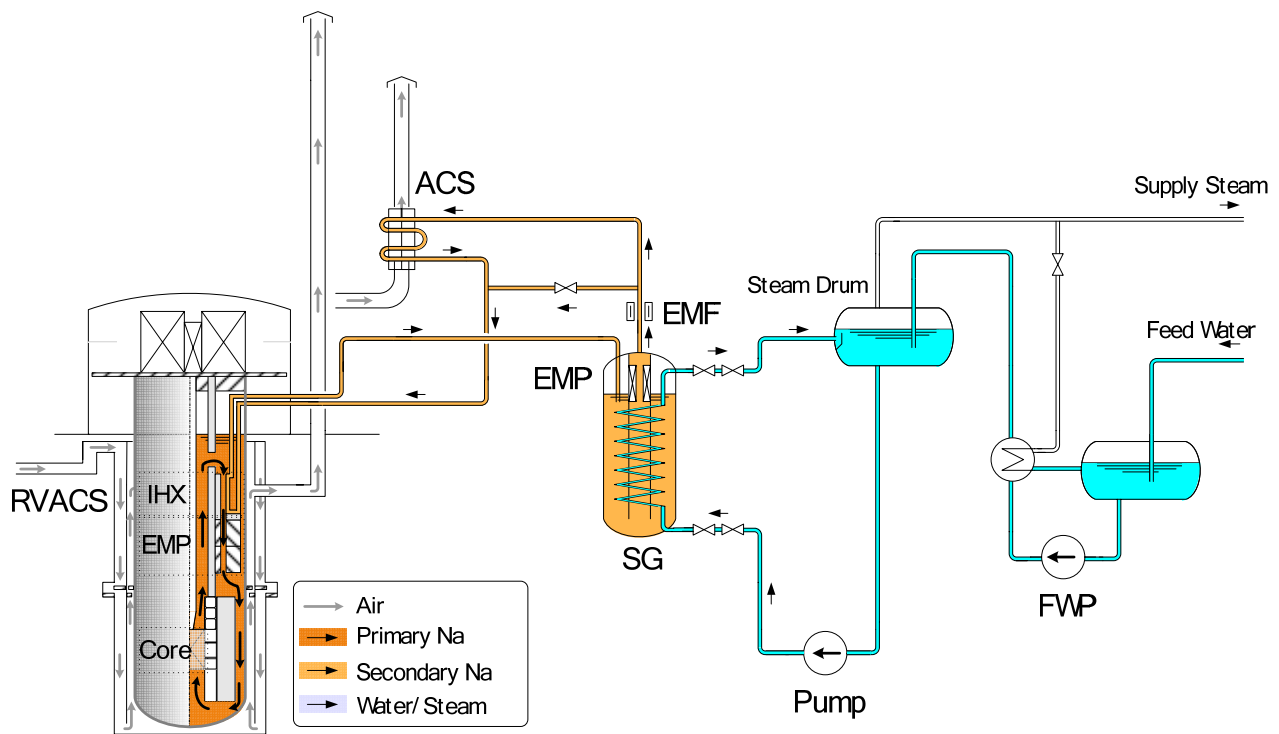 ACS
Supply Steam
Steam Drum
EMF
Feed Water
EMP
RVACS
IHX
EMP
SG
FWP
Core
Air
Primary Na
Secondary Na
Water/ Steam
Pump